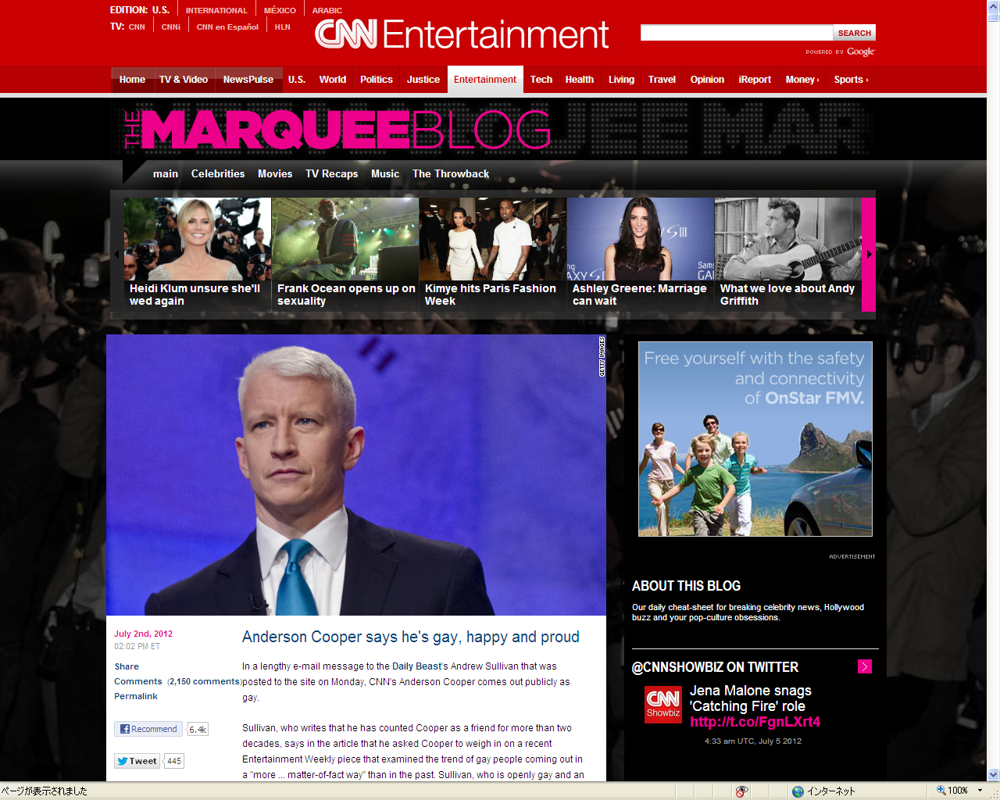 EDITION: U.S. INTERNATIONAL MÉXICO ARABIC
TV: CNN CNNi CNN en Español HLN
CNN Entertainment
SEARCH
POWERED BY Google
Home TV & Video NewsPulse U.S. World Politics Justice Entertainment Tech Health Living Travel Opinion iReport Money Sports
THE MARQUEE BLOG
main Celebrities Movies TV Recaps Music The Throwback
Heidi Klum unsure she'll
wed again
Frank Ocean opens up on
sexuality
Kimye hits Paris Fashion
Week
Ashley Greene: Marriage
can wait
What we love about Andy
Griffith
GETTY IMAGES
July 2nd, 2012
02:02 PM ET
Share
Comments (2,150 comments)
Permalink
Recommend 6.4k
Tweet 445
Anderson Cooper says he's gay, happy and proud
In a lengthy e-mail message to the Daily Beast's Andrew Sullivan that was
posted to the site on Monday, CNN's Anderson Cooper comes out publicly as
gay.
Sullivan, who writes that he has counted Cooper as a friend for more than two
decades, says in the article that he asked Cooper to weigh in on a recent
Entertainment Weekly piece that examined the trend of gay people coming out in
a "more ... matter-of-fact way" than in the past. Sullivan, who is openly gay and an
Free yourself with the safety
and connectivity
of OnStar FMV.
ADVERTISEMENT
ABOUT THIS BLOG
Our daily cheat-sheet for breaking celebrity news, Hollywood
buzz and your pop-culture obsessions.
@CNNSHOWBIZ ON TWITTER
CNN
Showbiz
Jena Malone snags
'Catching Fire' role
http://t.co/FgnLXrt4
4:33 am UTC, July 5 2012
ページが表示されました
インターネット
100%